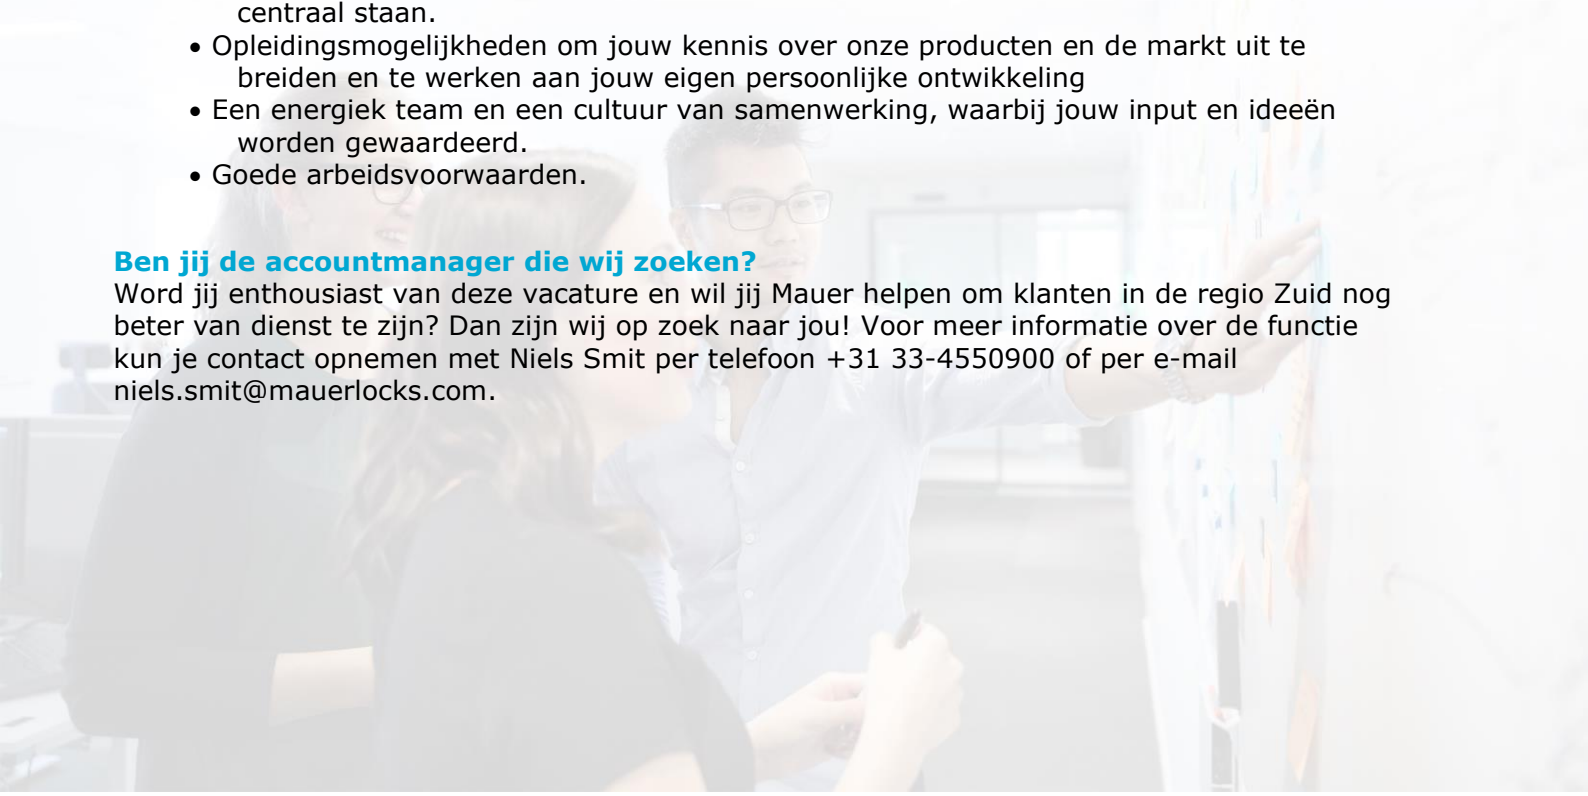 centraal staan.
• Opleidingsmogelijkheden om jouw kennis over onze producten en de markt uit te
breiden en te werken aan jouw eigen persoonlijke ontwikkeling
• Een energiek team en een cultuur van samenwerking, waarbij jouw input en ideeën
worden gewaardeerd.
• Goede arbeidsvoorwaarden.
Ben jij de accountmanager die wij zoeken?
Word jij enthousiast van deze vacature en wil jij Mauer helpen om klanten in de regio Zuid nog
beter van dienst te zijn? Dan zijn wij op zoek naar jou! Voor meer informatie over de functie
kun je contact opnemen met Niels Smit per telefoon +31 33-4550900 of per e-mail
niels.smit@mauerlocks.com.